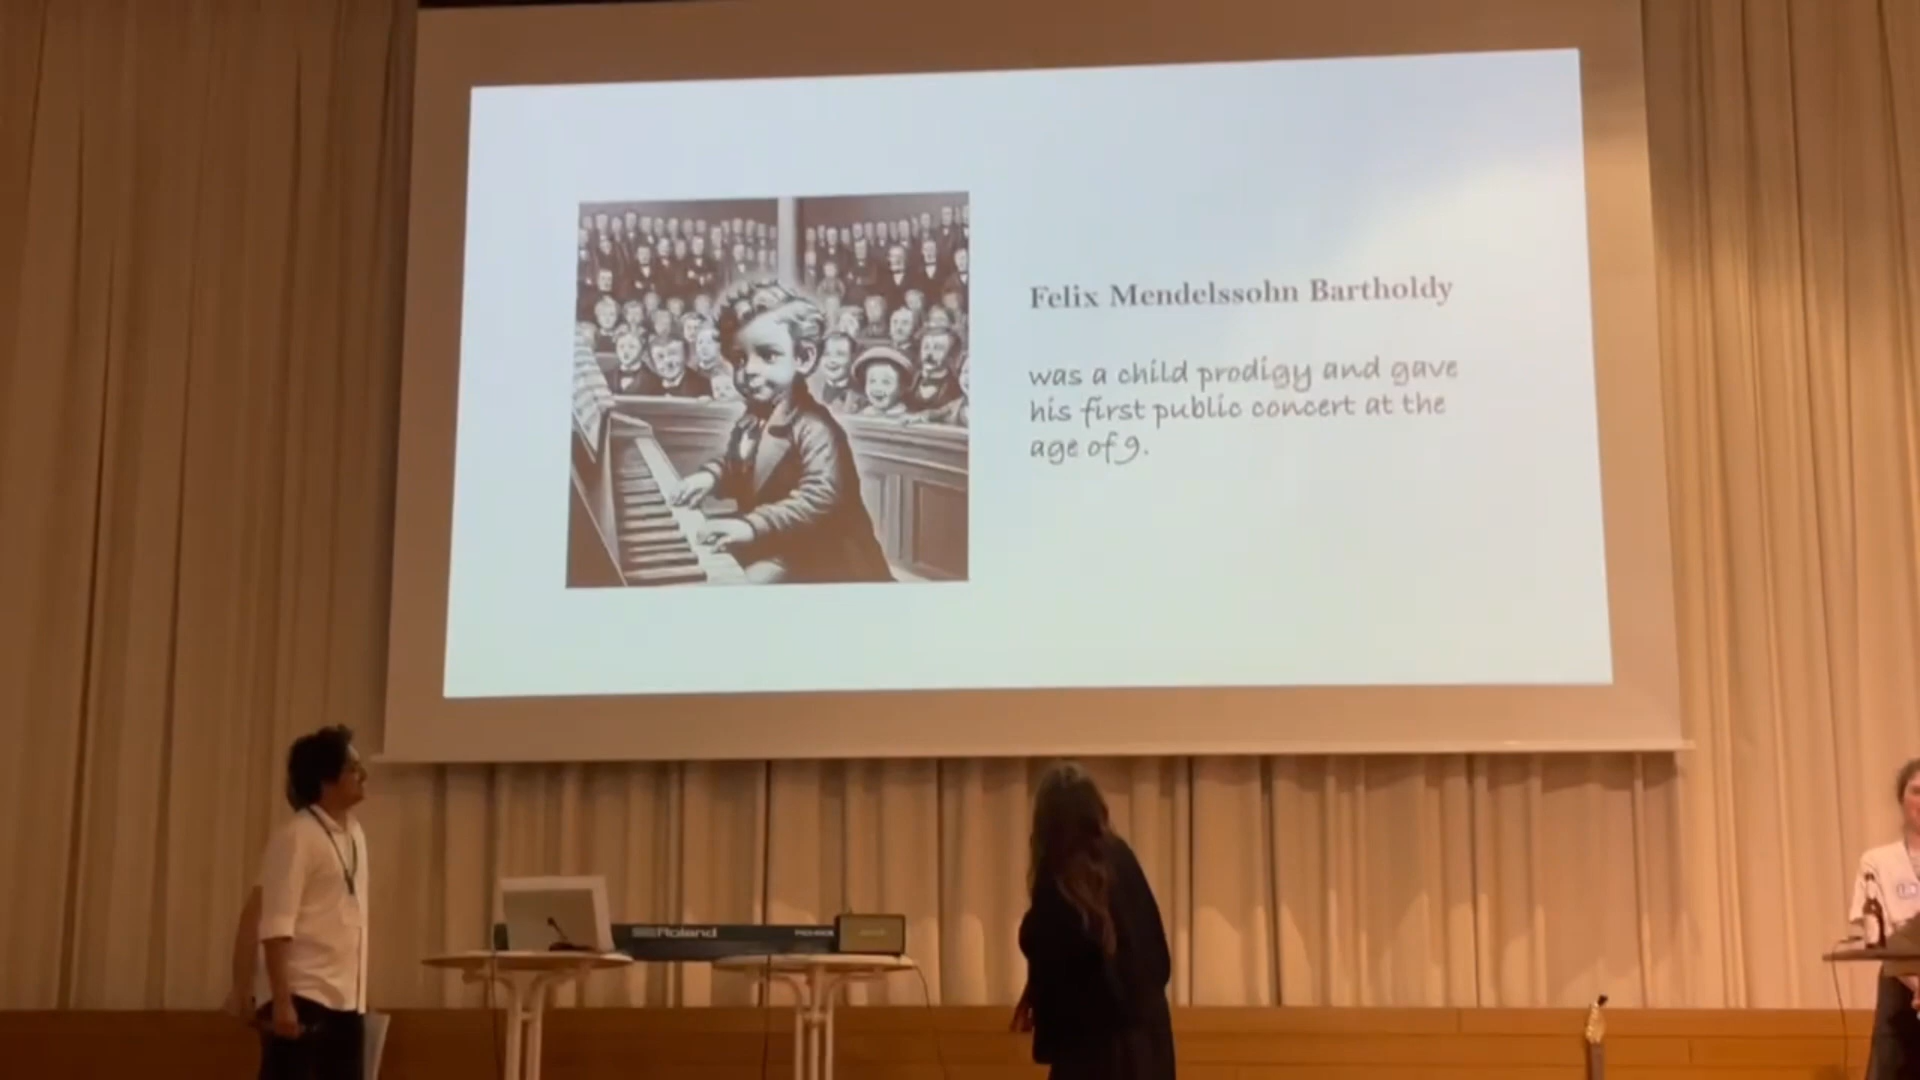 Felix Mendelssohn Bartholdy
was a child prodigy and gave
his first public concert at the
age of 9.
Roland